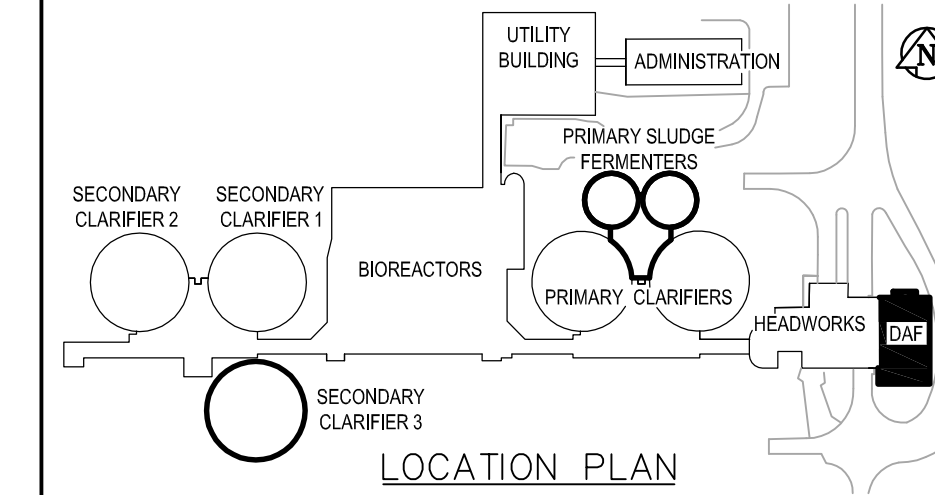 UTILITY
BUILDING
ADMINISTRATION
N
PRIMARY SLUDGE
FERMENTERS
SECONDARY
CLARIFIER 2
SECONDARY
CLARIFIER 1
BIOREACTORS
PRIMARY CLARIFIERS
HEADWORKS
DAF
SECONDARY
CLARIFIER 3
LOCATION PLAN